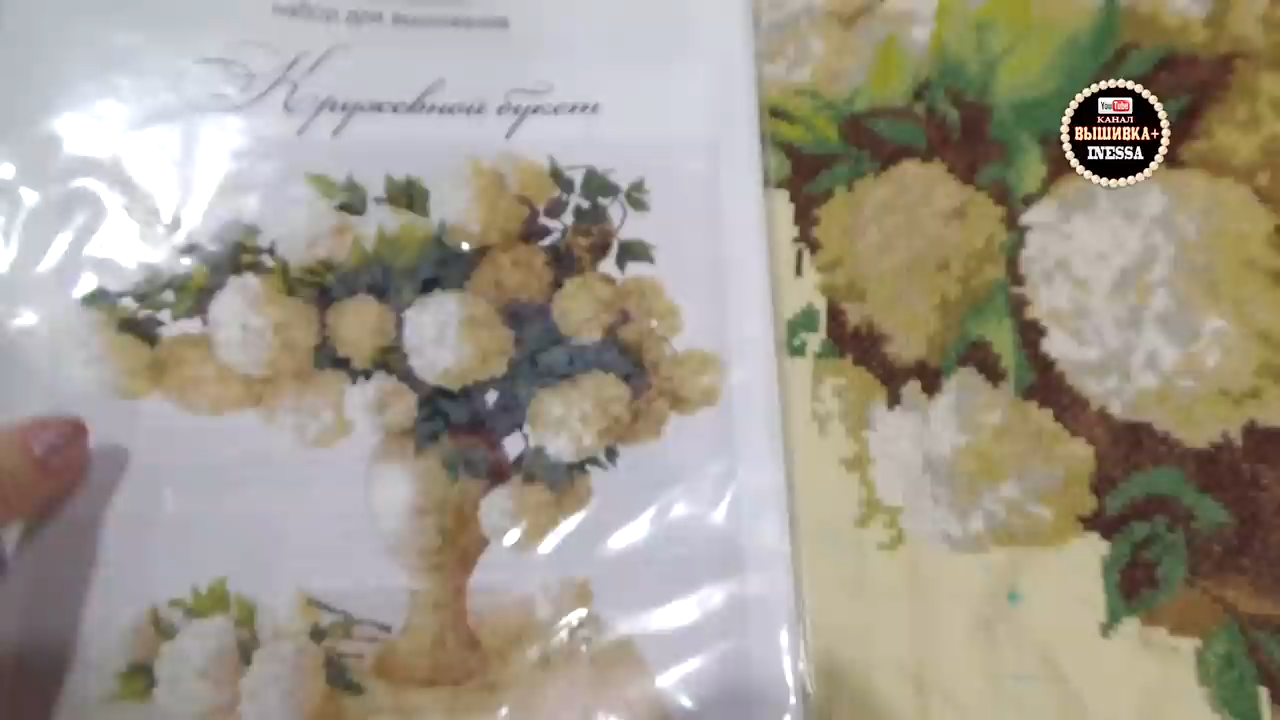 набор для вышивания
Кружевной букет
YouTube
КАНАЛ
ВЫШИВКА+
INESSA